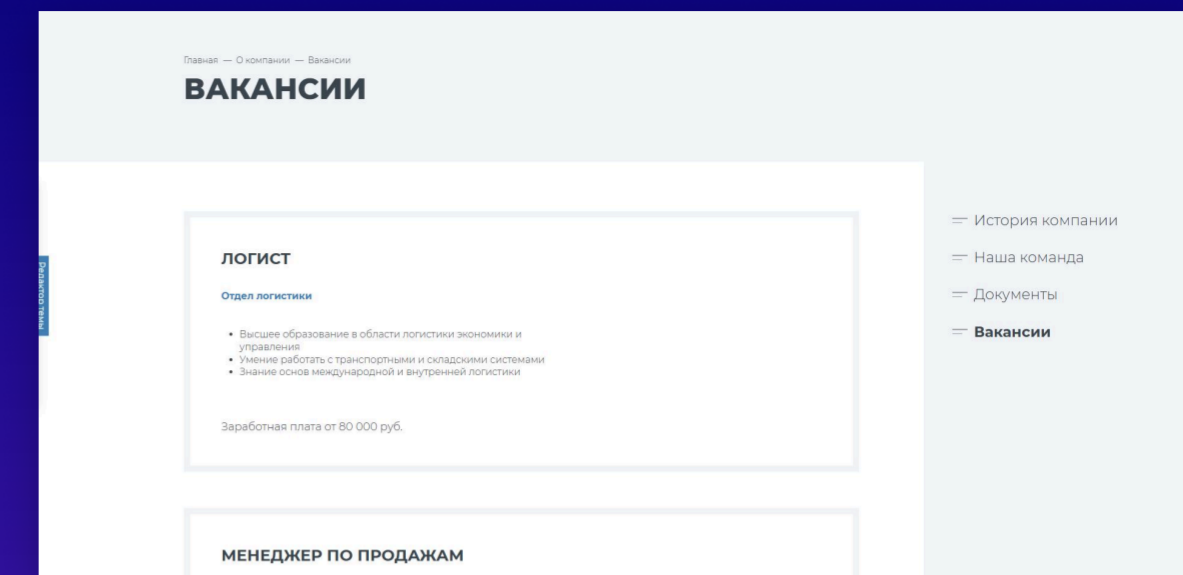 Главная — О компании — Вакансии
ВАКАНСИИ
Редактор темы
ЛОГИСТ
Отдел логистики
Высшее образование в области логистики экономики и
управления
Умение работать с транспортными и складскими системами
Знание основ международной и внутренней логистики
Заработная плата от 80 000 руб.
МЕНЕДЖЕР ПО ПРОДАЖАМ
История компании
Наша команда
Документы
Вакансии